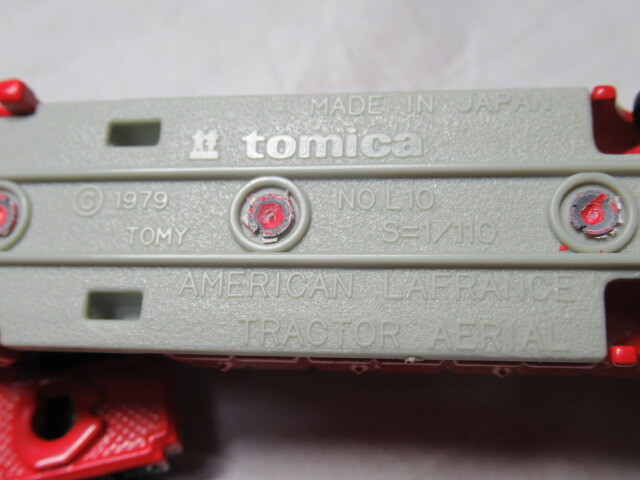 MADE IN JAPAN
tomica
© 1979 NO L10
TOMY S=1/110
AMERICAN LAFRANCE
TRACTOR AERIAL